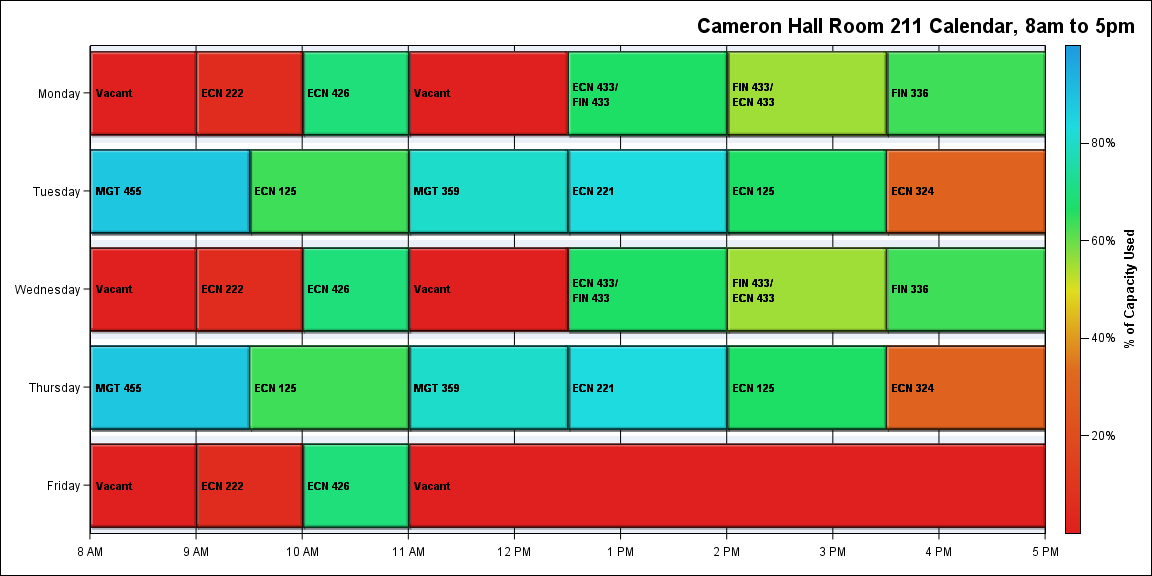 Cameron Hall Room 211 Calendar, 8am to 5pm
Monday
Vacant
ECN 222
ECN 426
Vacant
ECN 433/
FIN 433
FIN 433/
ECN 433
FIN 336
Tuesday
MGT 455
ECN 125
MGT 359
ECN 221
ECN 125
ECN 324
Wednesday
Vacant
ECN 222
ECN 426
Vacant
ECN 433/
FIN 433
FIN 433/
ECN 433
FIN 336
Thursday
MGT 455
ECN 125
MGT 359
ECN 221
ECN 125
ECN 324
Friday
Vacant
ECN 222
ECN 426
Vacant
8 AM
9 AM
10 AM
11 AM
12 PM
1 PM
2 PM
3 PM
4 PM
5 PM
80%
60%
40%
20%
% of Capacity Used